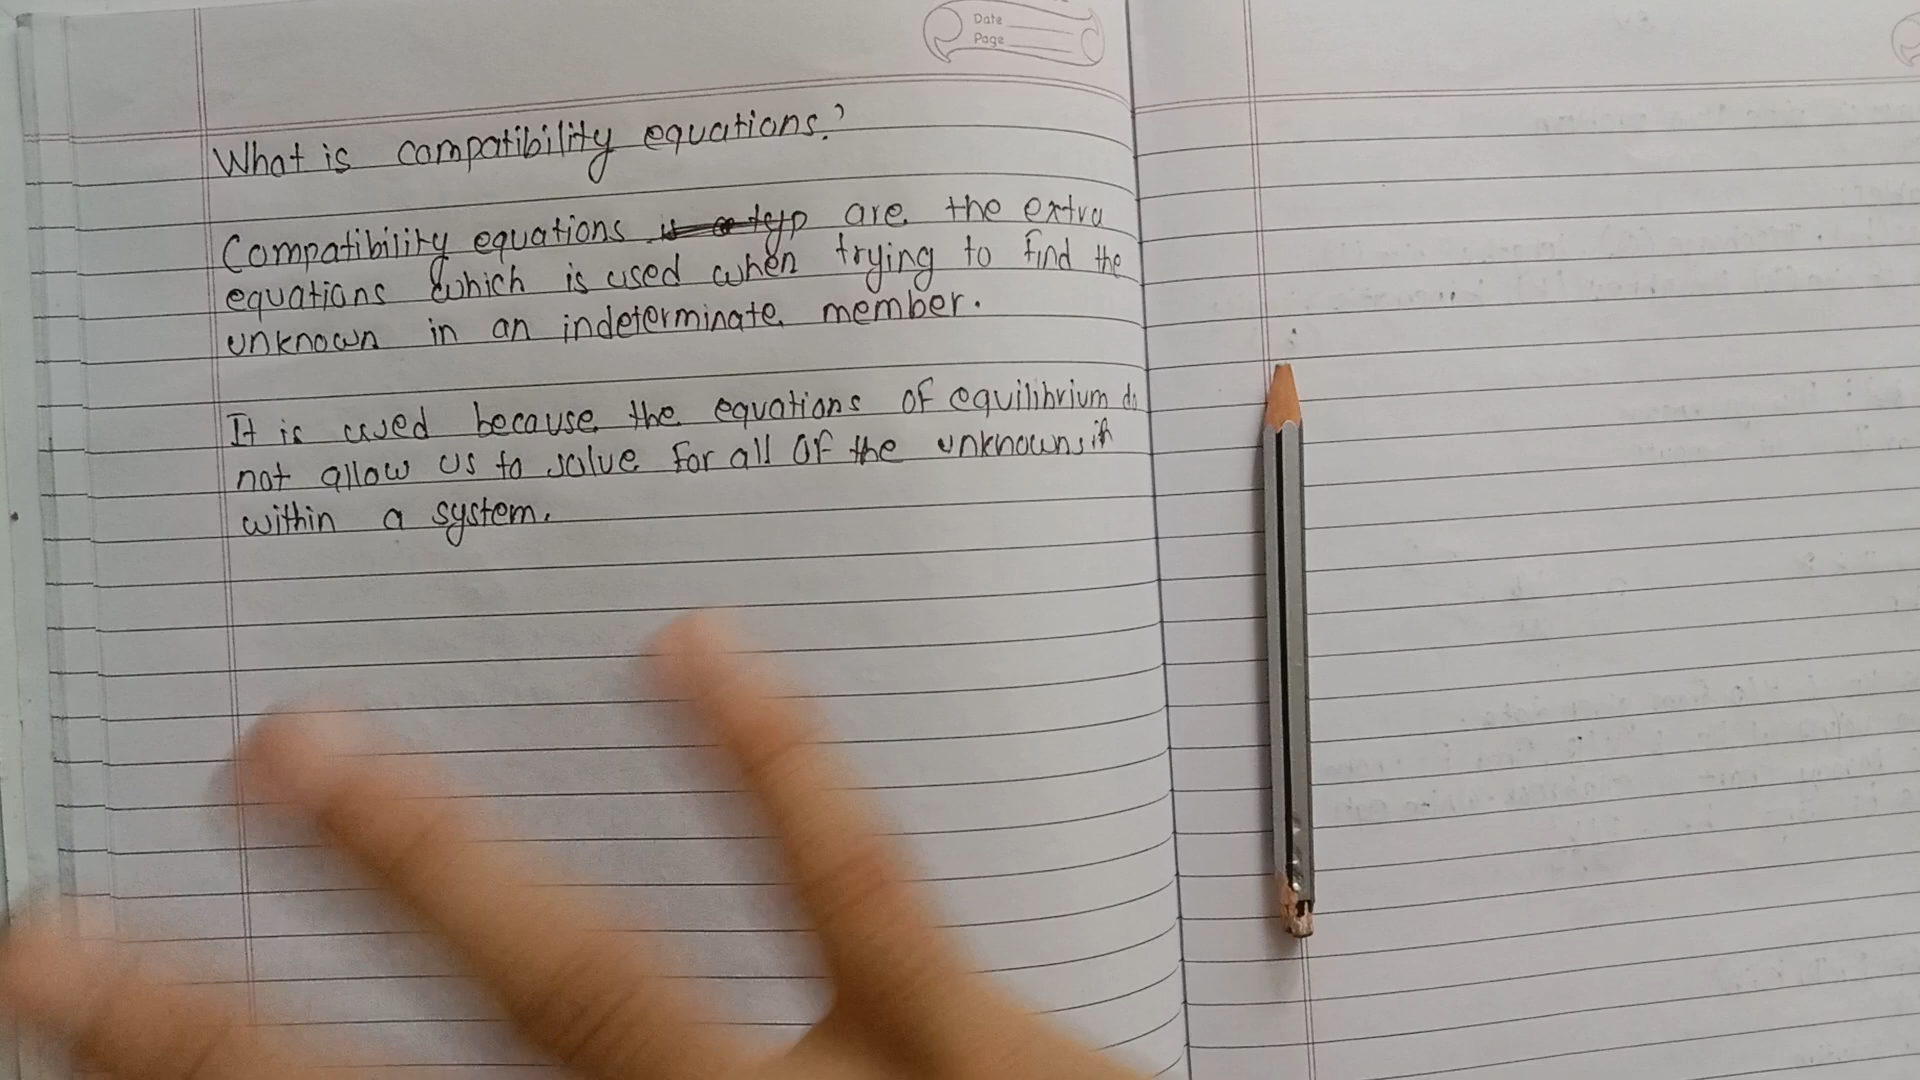 Date
Page
What is compatibility equations?
Compatibility equations are the extra
equations which is used when trying to find the
unknown in an indeterminate member.
It is used because the equations of equilibrium do
not allow us to solve for all of the unknowns
within a system.